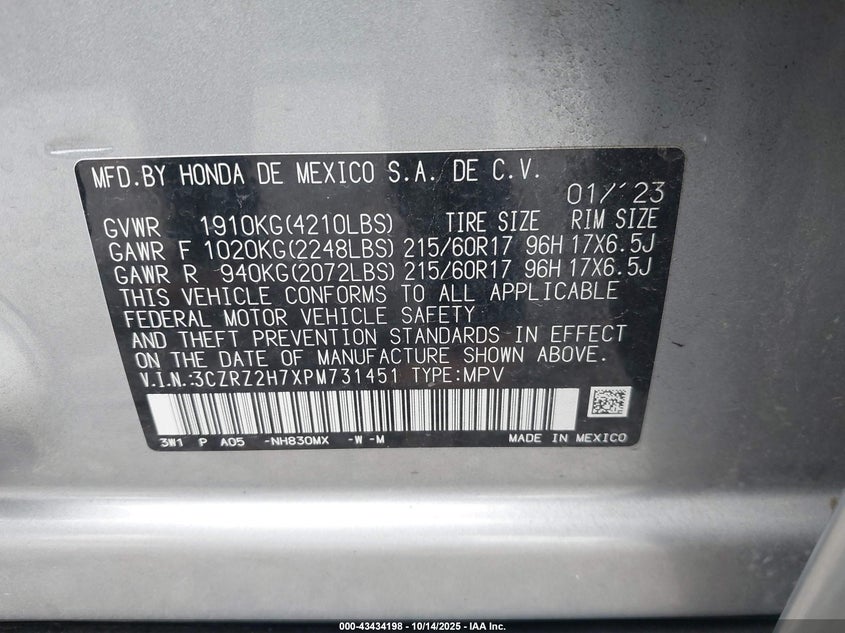 MFD.BY HONDA DE MEXICO S.A. DE C.V.
01/'23
GVWR 1910KG(4210LBS) TIRE SIZE RIM SIZE
GAWR F 1020KG(2248LBS) 215/60R17 96H 17X6.5J
GAWR R 940KG(2072LBS) 215/60R17 96H 17X6.5J
THIS VEHICLE CONFORMS TO ALL APPLICABLE
FEDERAL MOTOR VEHICLE SAFETY
AND THEFT PREVENTION STANDARDS IN EFFECT
ON THE DATE OF MANUFACTURE SHOWN ABOVE.
V.I.N.:3CZRZ2H7XPM731451 TYPE:MPV
3W1 P A05 -NH830MX -W -M MADE IN MEXICO
000-43434198 - 10/14/2025 - IAA Inc.